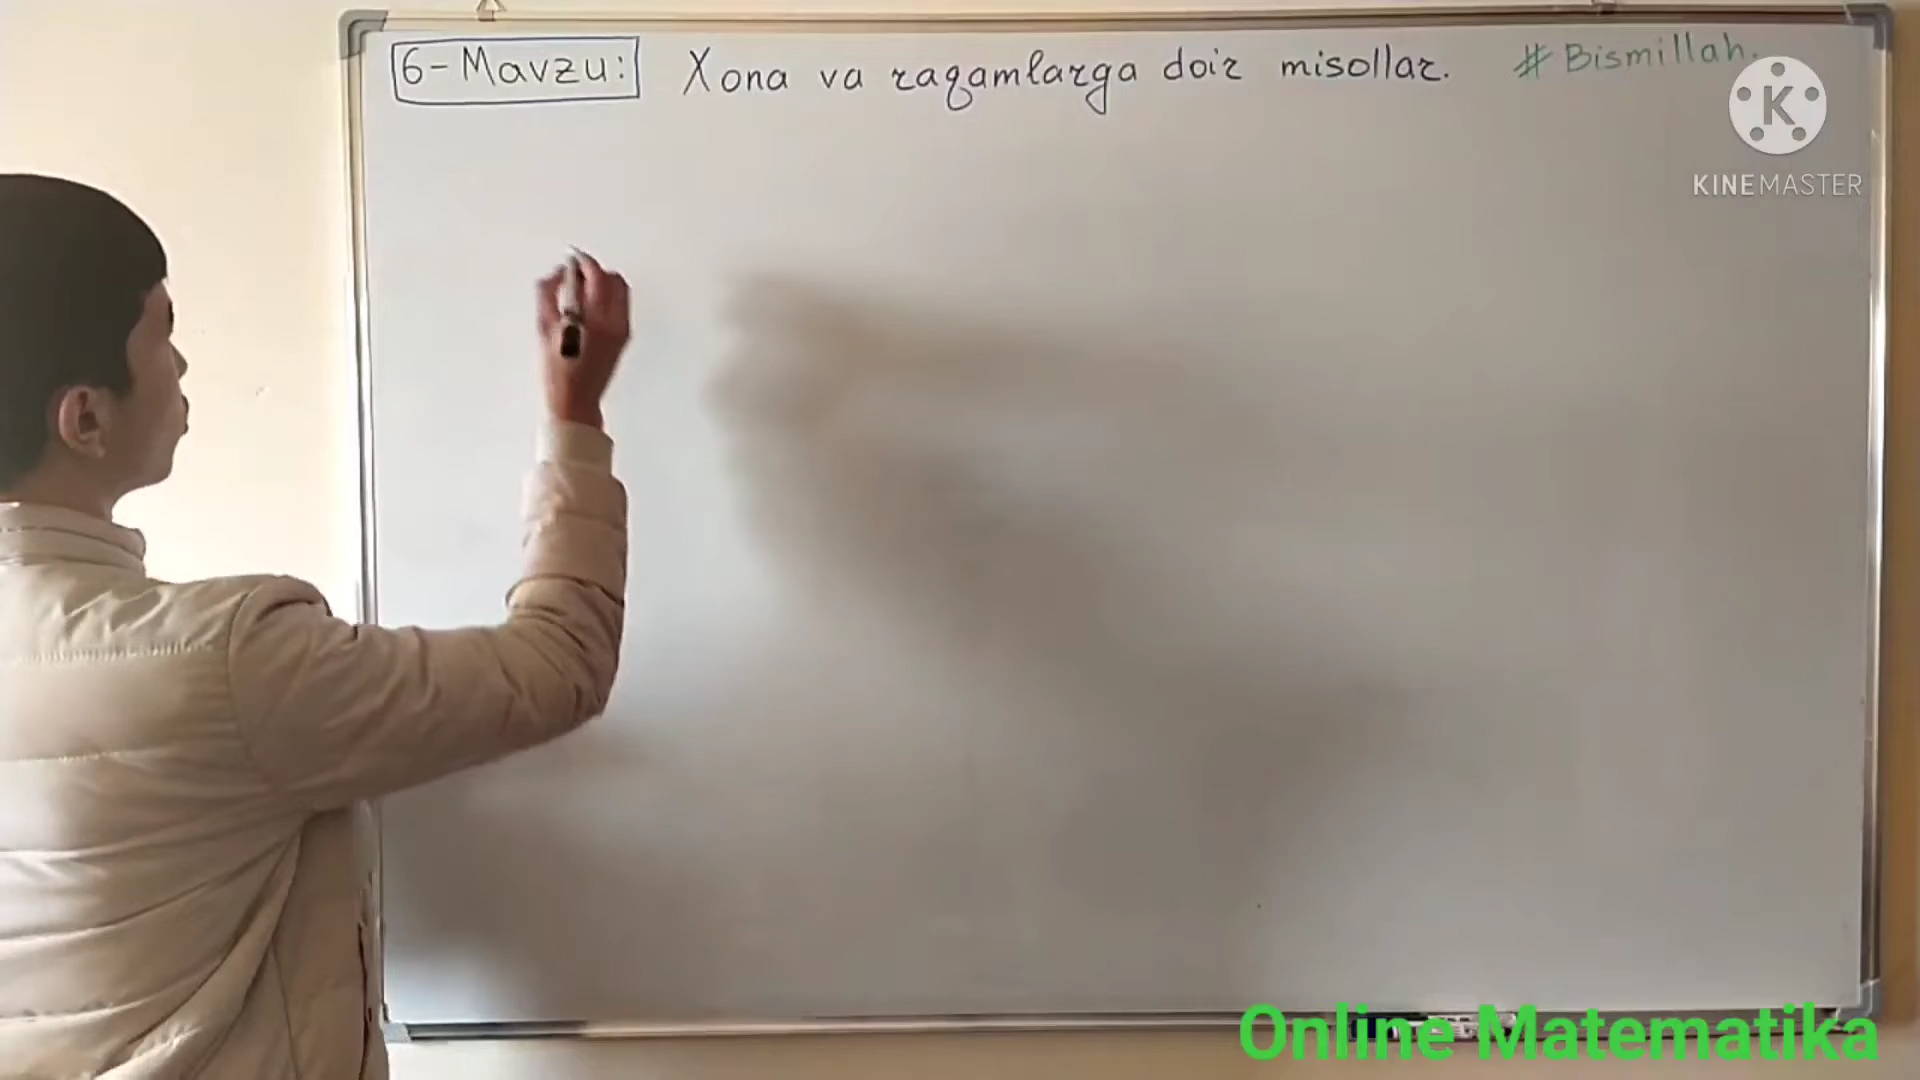 6-Mavzu: Xona va raqamlarga doir misollar. # Bismillah.
KINEMASTER
Online Matematika